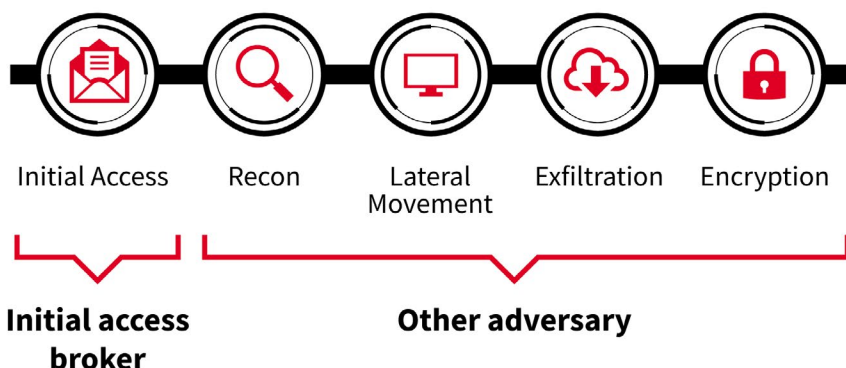 Initial Access
Recon
Lateral
Movement
Exfiltration
Encryption
Initial access
broker
Other adversary